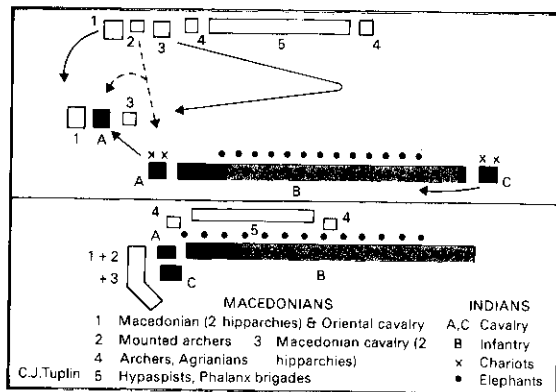 1 2 3 4 5 4
1 A 3
x x
A B C
x x
4 5 4
A
1 + 2
+ 3
C B
MACEDONIANS INDIANS
1 Macedonian (2 hipparchies) & Oriental cavalry A,C Cavalry
2 Mounted archers 3 Macedonian cavalry (2 B Infantry
4 Archers, Agrianians hipparchies) x Chariots
5 Hypaspists, Phalanx brigades Elephants
C.J.Tuplin